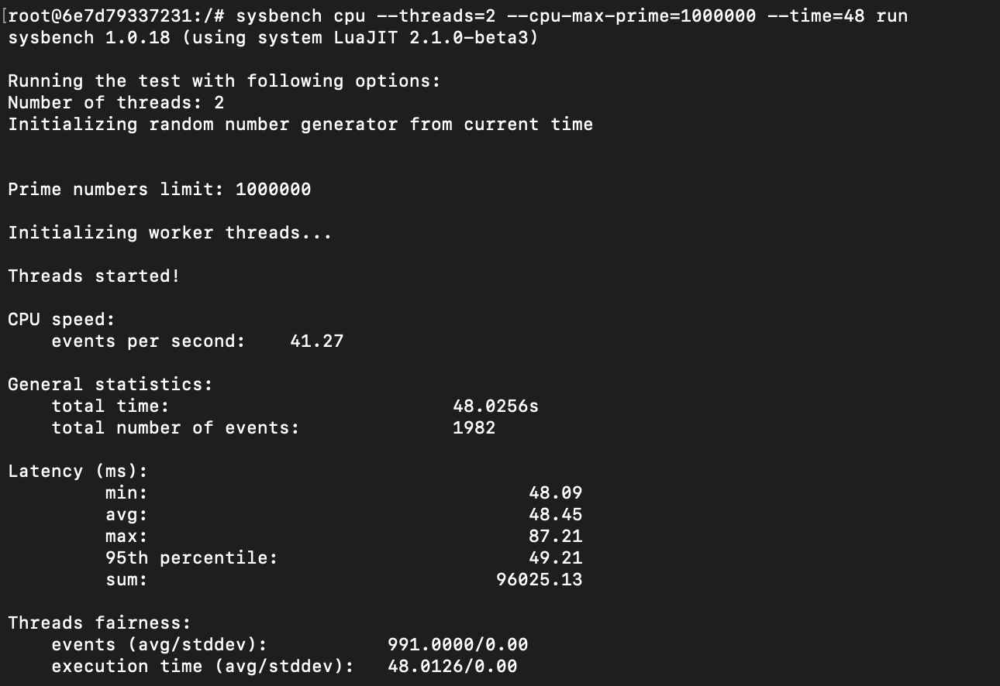 [root@6e7d79337231:/# sysbench cpu --threads=2 --cpu-max-prime=1000000 --time=48 run
sysbench 1.0.18 (using system LuaJIT 2.1.0-beta3)
Running the test with following options:
Number of threads: 2
Initializing random number generator from current time
Prime numbers limit: 1000000
Initializing worker threads...
Threads started!
CPU speed:
events per second: 41.27
General statistics:
total time: 48.0256s
total number of events: 1982
Latency (ms):
min: 48.09
avg: 48.45
max: 87.21
95th percentile: 49.21
sum: 96025.13
Threads fairness:
events (avg/stddev): 991.0000/0.00
execution time (avg/stddev): 48.0126/0.00